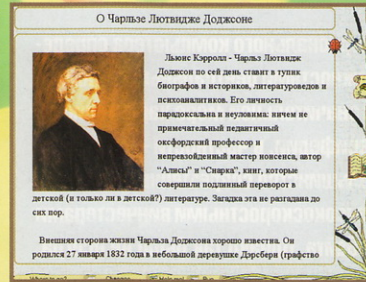 О Чарльзе Лютвидже Доджсоне
Льюис Кэрролл - Чарльз Лютвидж
Доджсон по сей день ставит в тупик
биографов и историков, литературоведов и
психоаналитиков. Его личность
парадоксальна и неуловима: ничем не
примечательный педантичный
оксфордский профессор и
непревзойденный мастер нонсенса, автор
"Алисы" и "Снарка", книг, которые
совершили подлинный переворот в
детской (и только ли в детской?) литературе. Загадка эта не разгадана до
сих пор.
Внешняя сторона жизни Чарльза Доджсона хорошо известна. Он
родился 27 января 1832 года в небольшой деревушке Дэрсбери (графство